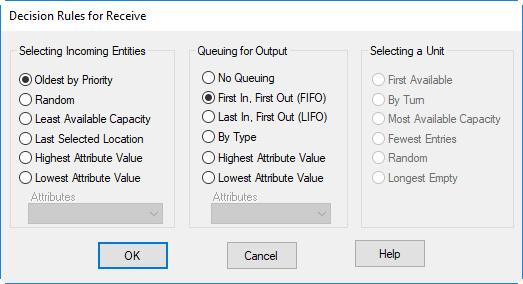 Decision Rules for Receive
Selecting Incoming Entities
Oldest by Priority
Random
Least Available Capacity
Last Selected Location
Highest Attribute Value
Lowest Attribute Value
Attributes
Queuing for Output
No Queuing
First In, First Out (FIFO)
Last In, First Out (LIFO)
By Type
Highest Attribute Value
Lowest Attribute Value
Attributes
Selecting a Unit
First Available
By Turn
Most Available Capacity
Fewest Entries
Random
Longest Empty
OK
Cancel
Help